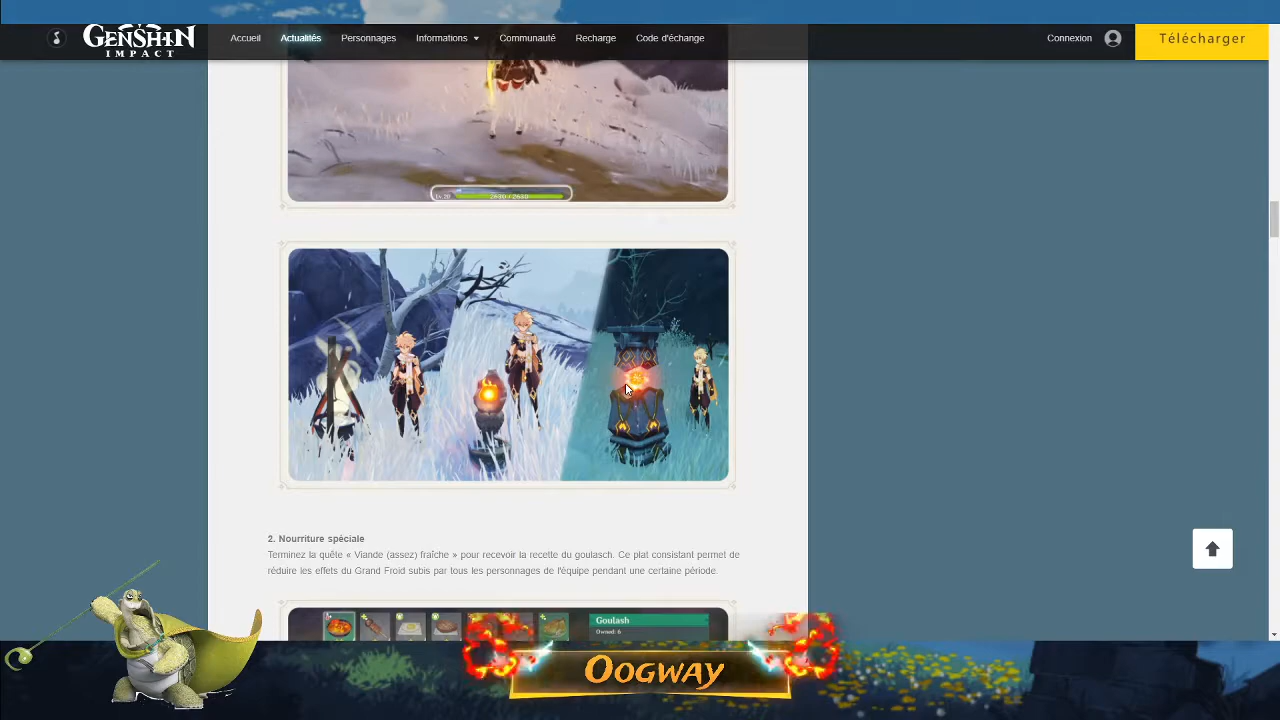 GENSHIN
IMPACT
Accueil
Actualités
Personnages
Informations
Communauté
Recharge
Code d'échange
Connexion
Télécharger
2. Nourriture spéciale
Terminez la quête « Viande (assez) fraîche » pour recevoir la recette du goulasch. Ce plat consistant permet de
réduire les effets du Grand Froid subis par tous les personnages de l'équipe pendant une certaine période.
Goulash
Owned: 6
Oogway